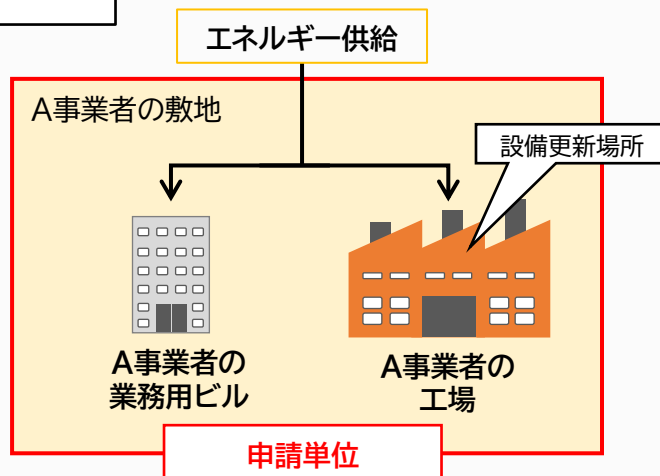 エネルギー供給
A事業者の敷地
設備更新場所
A事業者の
業務用ビル
A事業者の
工場
申請単位